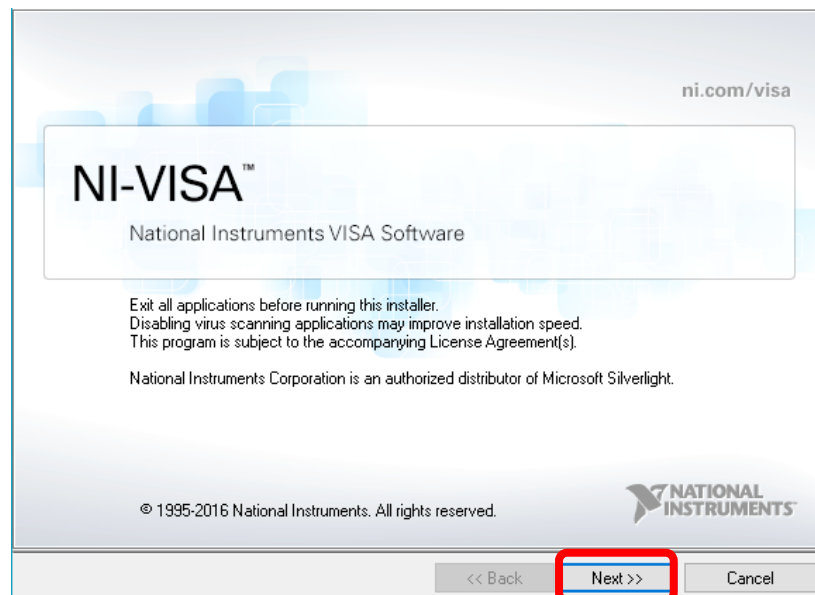 ni.com/visa
NI-VISA™
National Instruments VISA Software
Exit all applications before running this installer.
Disabling virus scanning applications may improve installation speed.
This program is subject to the accompanying License Agreement(s).
National Instruments Corporation is an authorized distributor of Microsoft Silverlight.
© 1995-2016 National Instruments. All rights reserved.
NATIONAL
INSTRUMENTS™
<< Back Next >> Cancel